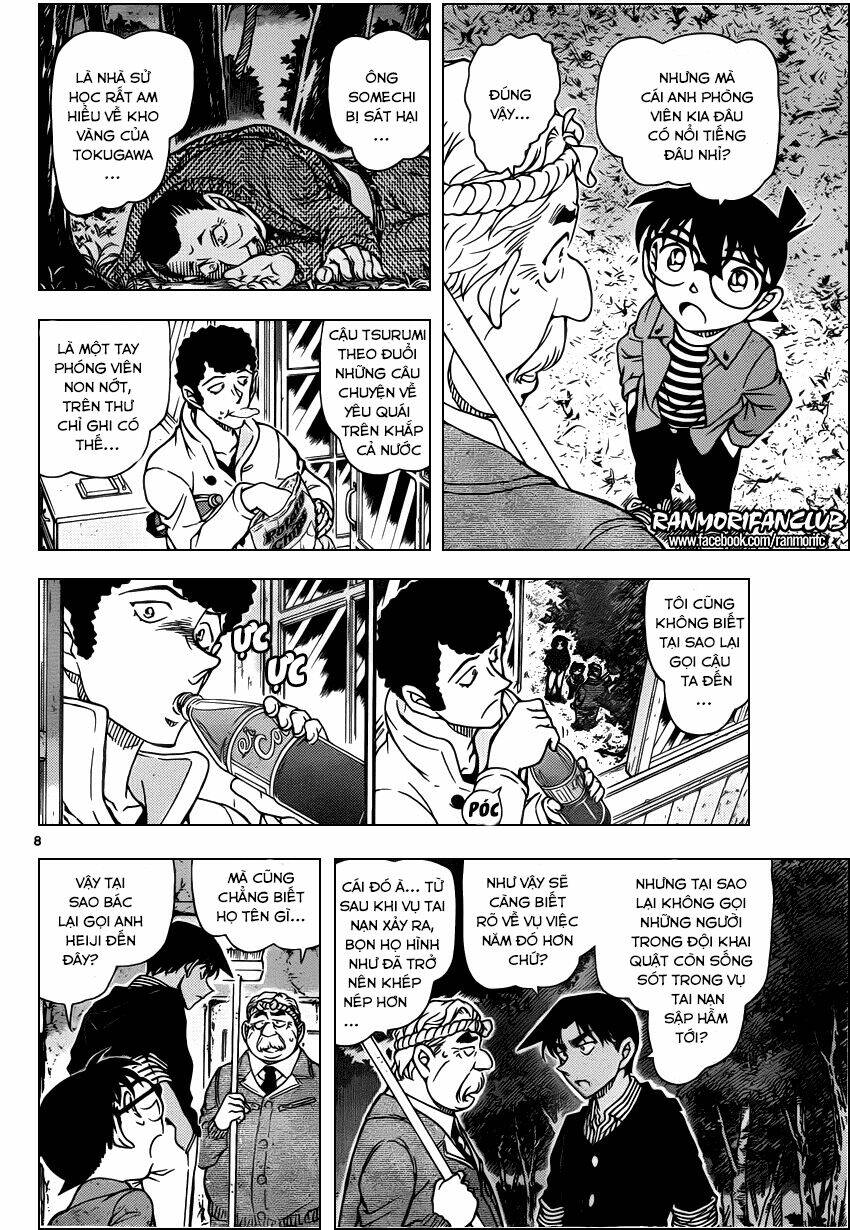 NHƯNG MÀ
CÁI ANH PHÓNG
VIÊN KIA ĐÂU
CÓ NỔI TIẾNG
ĐÂU NHỈ?
ĐÚNG
VẬY...
RANMORIFANCLUB
www.facebook.com/ranmorifc
ÔNG
SOMECHI
BỊ SÁT HẠI
...
LÀ NHÀ SỬ
HỌC RẤT AM
HIỂU VỀ KHO
VÀNG CỦA
TOKUGAWA
...
CẬU TSURUMI
THEO ĐUỔI
NHỮNG CÂU
CHUYỆN VỀ
YÊU QUÁI
TRÊN KHẮP
CẢ NƯỚC
LÀ MỘT TAY
PHÓNG VIÊN
NON NỚT,
TRÊN THƯ
CHỈ GHI CÓ
THẾ...
TÔI CŨNG
KHÔNG BIẾT
TẠI SAO LẠI
GỌI CẬU
TA ĐẾN
...
PÓC
ỰC
ỰC
8
NHƯNG TẠI SAO
LẠI KHÔNG GỌI
NHỮNG NGƯỜI
TRONG ĐỘI KHAI
QUẬT CÒN SỐNG
SÓT TRONG VỤ
TAI NẠN
SẬP HẦM
TỚI?
NHƯ VẬY SẼ
CÀNG BIẾT
RÕ VỀ VỤ VIỆC
NĂM ĐÓ HƠN
CHỨ?
CÁI ĐÓ À... TỪ
SAU KHI VỤ TAI
NẠN XẢY RA,
BỌN HỌ HÌNH
NHƯ ĐÃ TRỞ
NÊN KHÉP
NÉP HƠN
...
MÀ CŨNG
CHẲNG BIẾT
HỌ TÊN GÌ...
VẬY TẠI
SAO BÁC
LẠI GỌI ANH
HEIJI ĐẾN
ĐÂY?